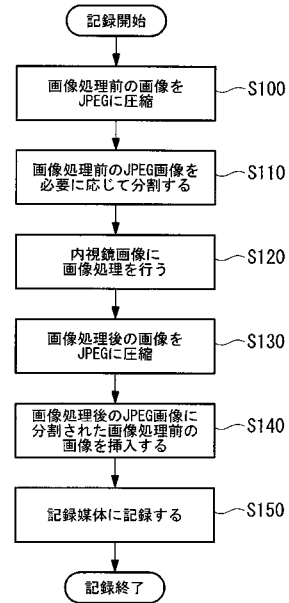 記録開始
画像処理前の画像を
JPEGに圧縮
S100
画像処理前のJPEG画像を
必要に応じて分割する
S110
内視鏡画像に
画像処理を行う
S120
画像処理後の画像を
JPEGに圧縮
S130
画像処理後のJPEG画像に
分割された画像処理前の
画像を挿入する
S140
記録媒体に記録する
S150
記録終了